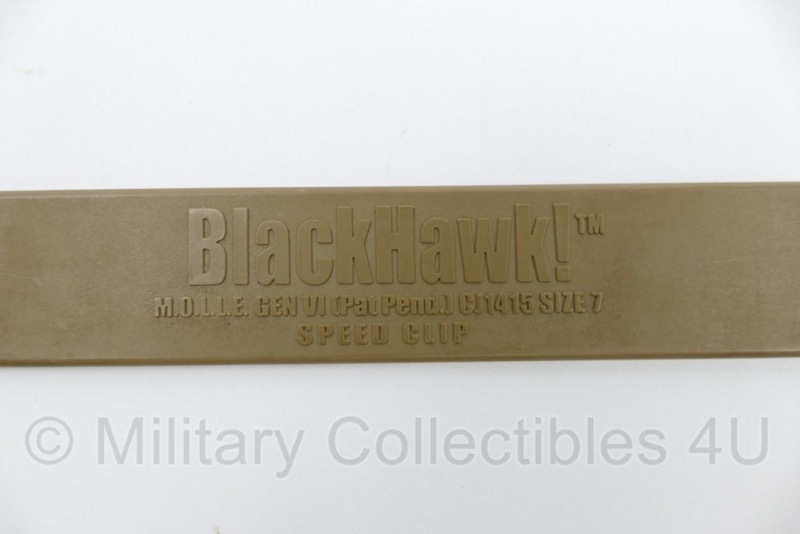 BlackHawk!™
M.O.L.L.E. GEN VI (Pat Pend.) CJ1415 SIZE 7
SPEED CLIP
© Military Collectibles 4U